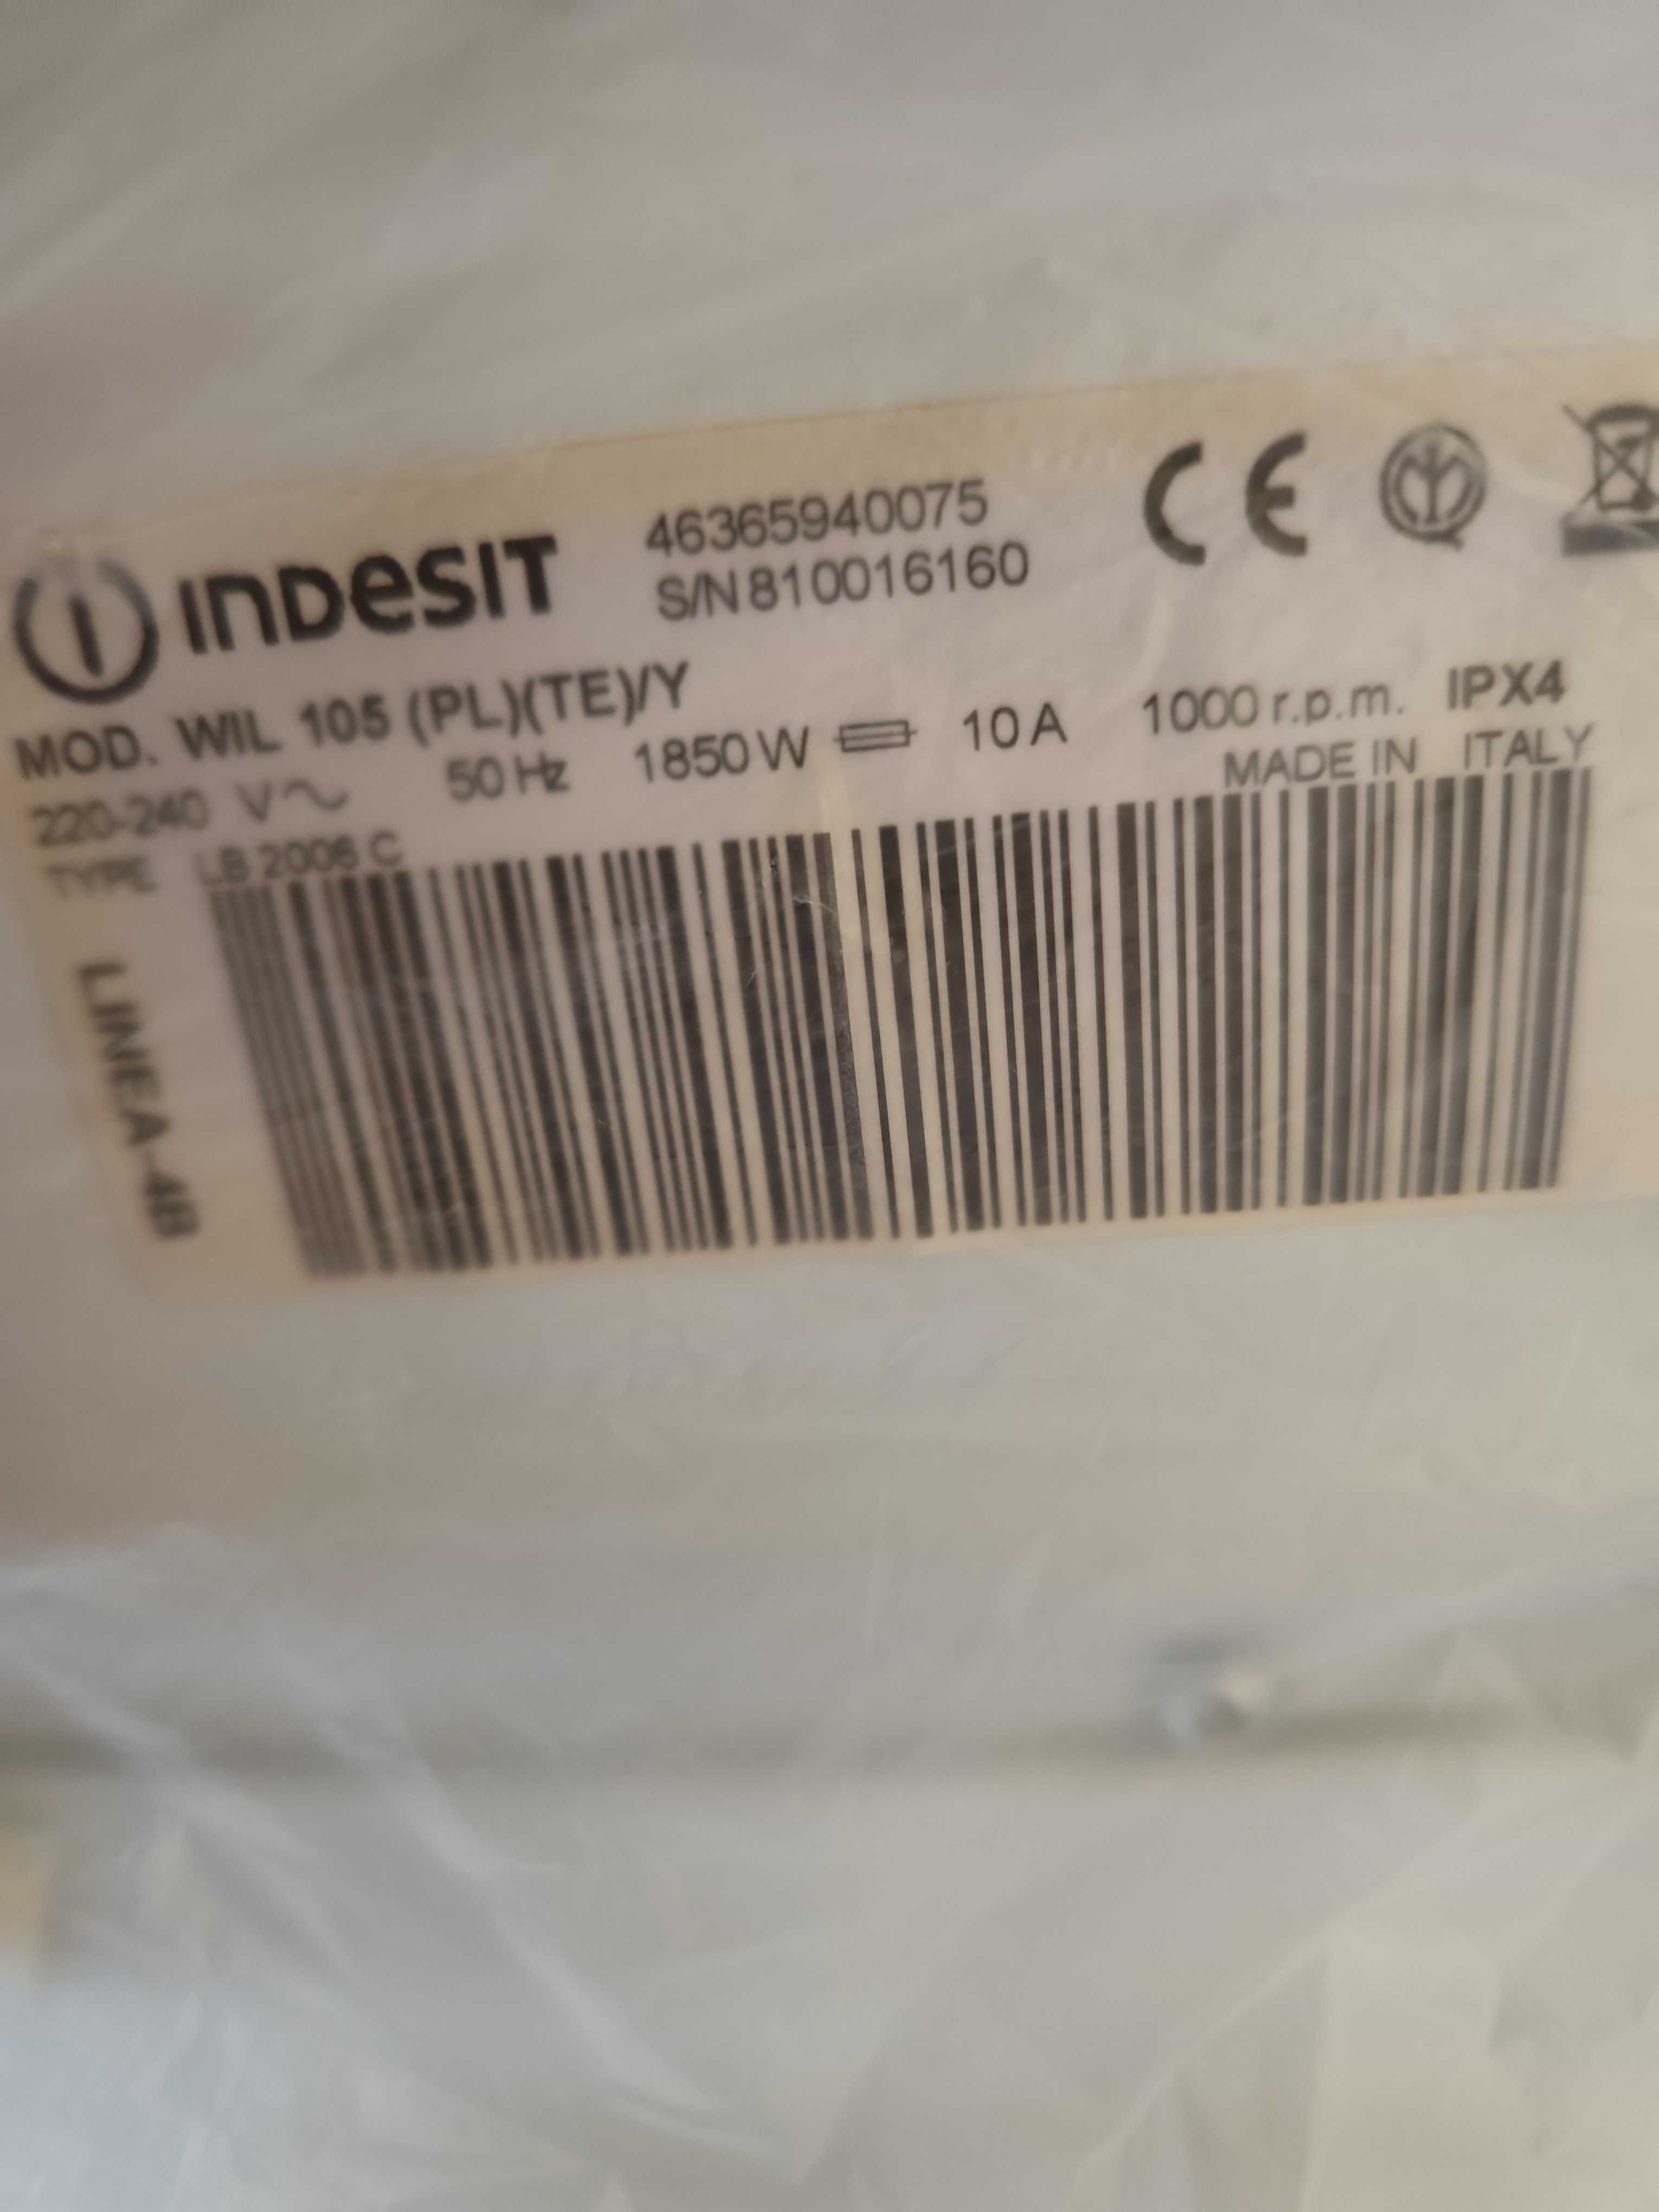 INDESIT 46365940075
S/N 810016160
MOD. WIL 105 (PL)(TE)/Y
220-240 V~ 50 Hz 1850 W 10 A 1000 r.p.m. IPX4
TYPE LB 2006 C MADE IN ITALY
LINEA-4B